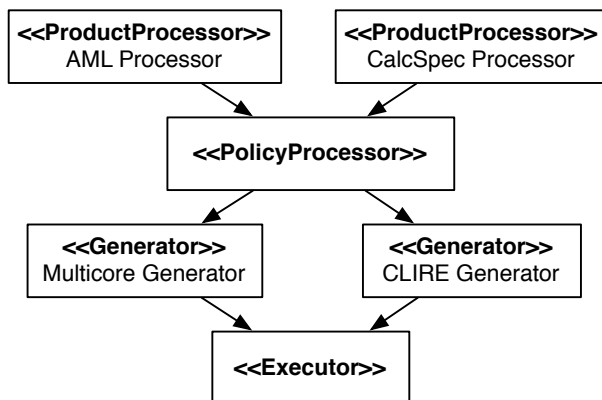 <<ProductProcessor>>
AML Processor
<<ProductProcessor>>
CalcSpec Processor
<<PolicyProcessor>>
<<Generator>>
Multicore Generator
<<Generator>>
CLIRE Generator
<<Executor>>